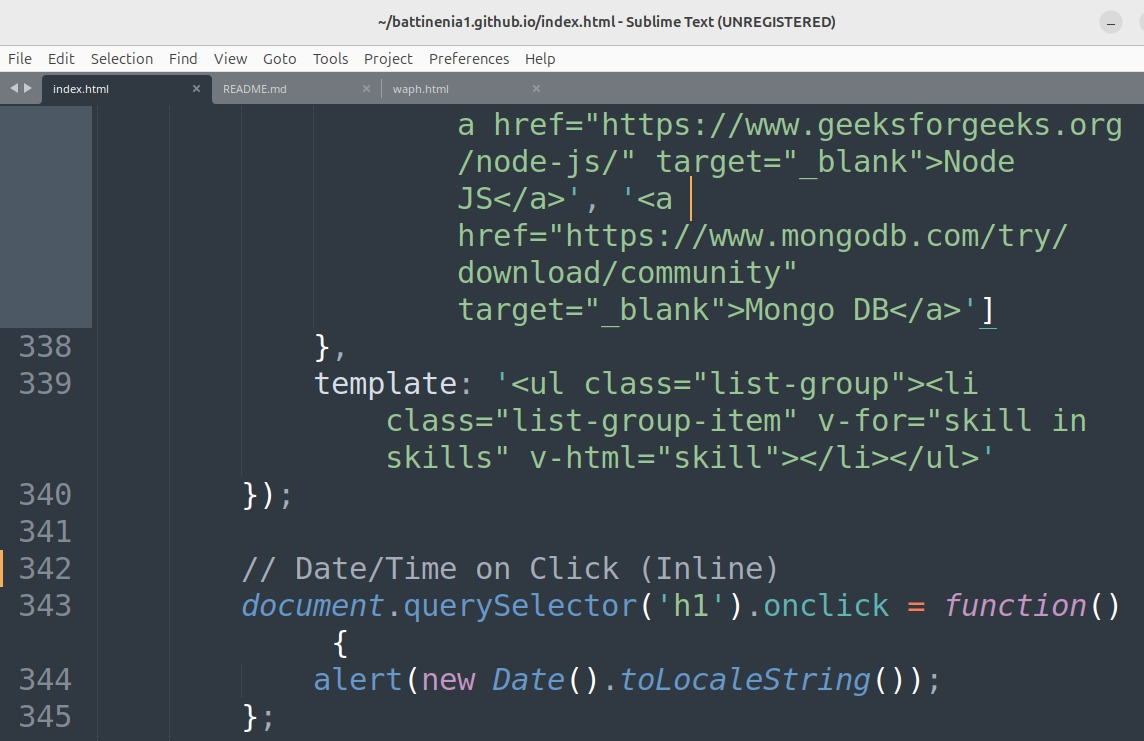 ~/battinenia1.github.io/index.html - Sublime Text (UNREGISTERED)
File Edit Selection Find View Goto Tools Project Preferences Help
index.html × README.md × waph.html ×
a href="https://www.geeksforgeeks.org
/node-js/" target="_blank">Node
JS</a>', '<a
href="https://www.mongodb.com/try/
download/community"
target="_blank">Mongo DB</a>']
338 },
339 template: '<ul class="list-group"><li
class="list-group-item" v-for="skill in
skills" v-html="skill"></li></ul>'
340 });
341
342 // Date/Time on Click (Inline)
343 document.querySelector('h1').onclick = function()
{
344 alert(new Date().toLocaleString());
345 };